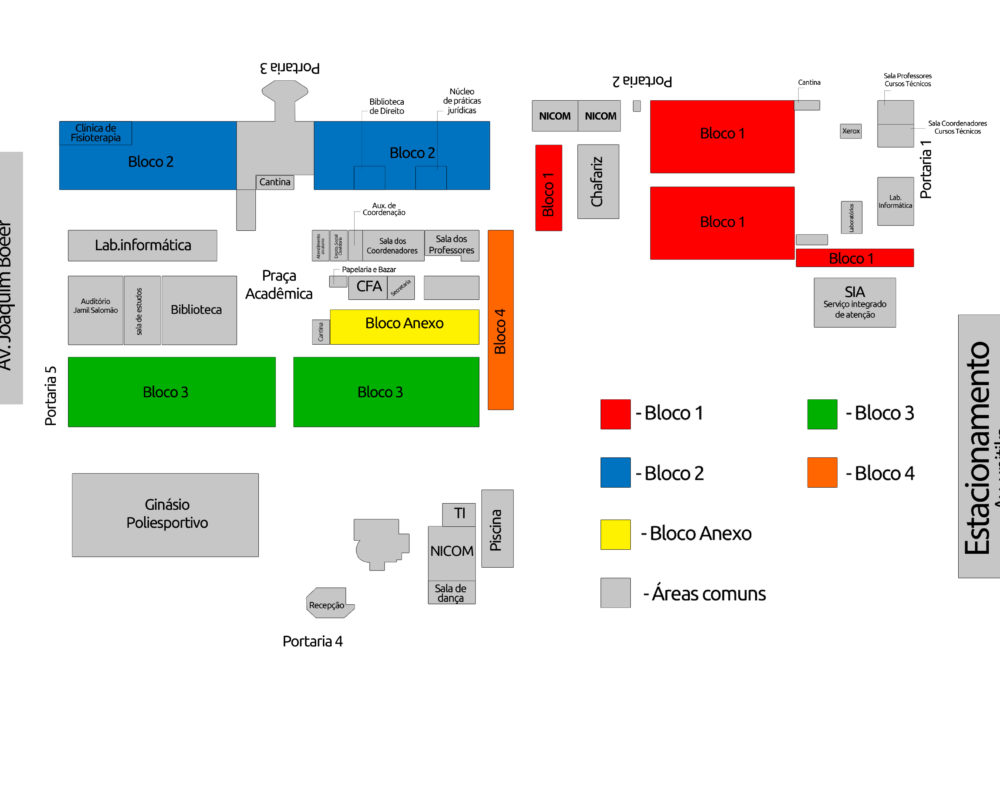 Portaria 3
Portaria 2
Núcleo
de práticas
jurídicas
Biblioteca
de Direito
Cantina
Sala Professores
Cursos Técnicos
Clínica de
Fisioterapia
Bloco 2
Bloco 2
Cantina
NICOM
NICOM
Bloco 1
Xerox
Sala Coordenadores
Cursos Técnicos
Portaria 1
Bloco 1
Chafariz
Bloco 1
Laboratórios
Lab.
Informática
Bloco 1
SIA
Serviço integrado
de atenção
AV. Joaquim Boeer
Aux. de
Coordenação
Lab.informática
Sala dos
Coordenadores
Sala dos
Professores
Praça
Acadêmica
Papelaria e Bazar
CFA
Secretaria
Auditório
Jamil Salomão
sala de estudos
Biblioteca
Cantina
Bloco Anexo
Bloco 4
Portaria 5
Bloco 3
Bloco 3
- Bloco 1
- Bloco 3
- Bloco 2
- Bloco 4
- Bloco Anexo
- Áreas comuns
Estacionamento
Ginásio
Poliesportivo
TI
NICOM
Sala de
dança
Piscina
Recepção
Portaria 4